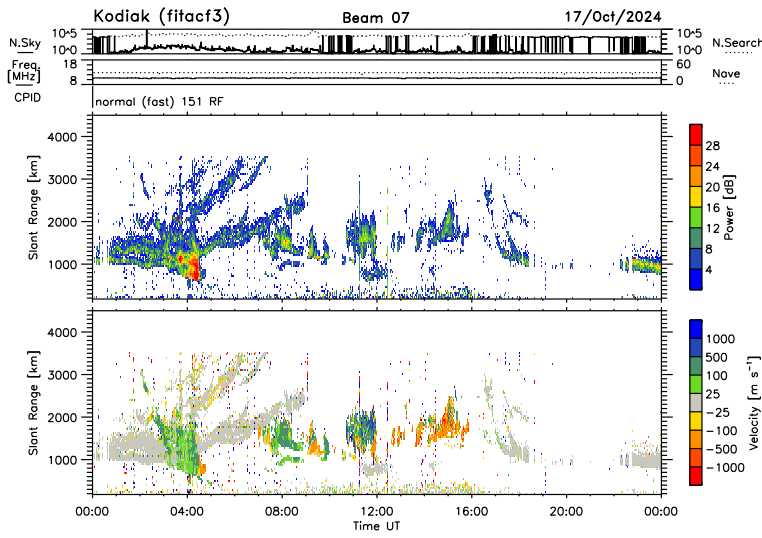 Kodiak (fitacf3) Beam 07 17/Oct/2024
N.Sky 10+5 10+0 10+5 10+0 N.Search
Freq. [MHz] 18 8 60 0 Nave
CPID normal (fast) 151 RF
Slant Range [km] 4000 3000 2000 1000
Power [dB] 28 24 20 16 12 8 4
Slant Range [km] 4000 3000 2000 1000
Velocity [m s⁻¹] 1000 500 100 25 −25 −100 −500 −1000
00:00 04:00 08:00 12:00 16:00 20:00 00:00
Time UT